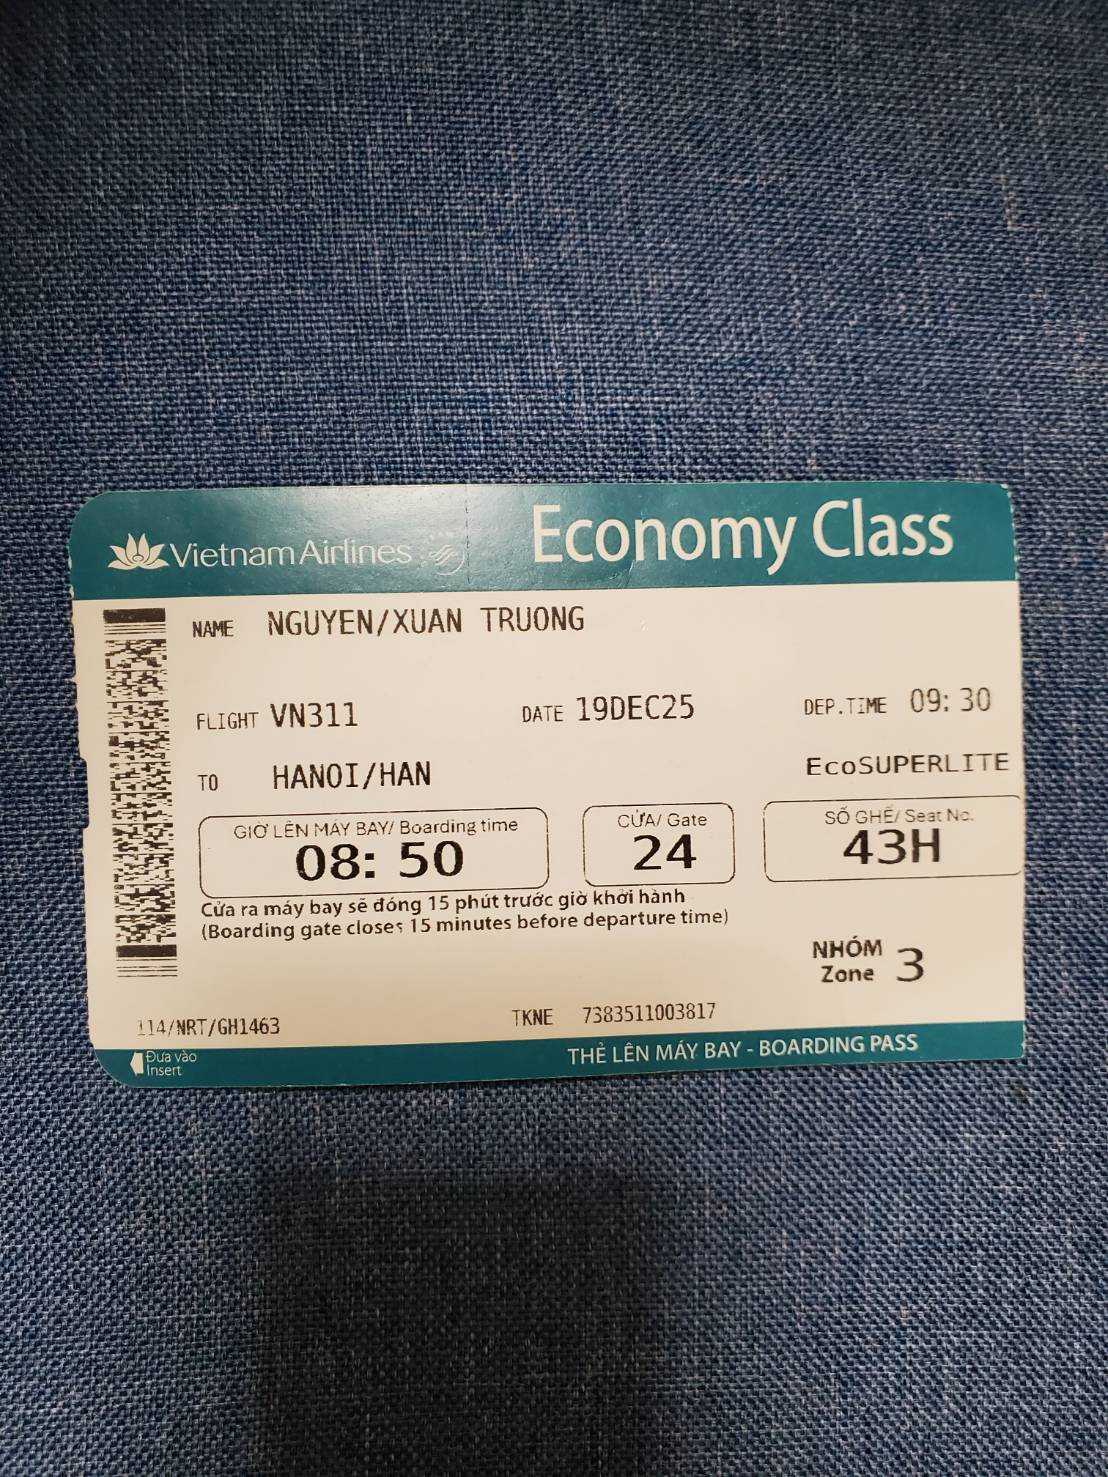 Vietnam Airlines
Economy Class
NAME NGUYEN/XUAN TRUONG
FLIGHT VN311 DATE 19DEC25 DEP.TIME 09: 30
TO HANOI/HAN EcoSUPERLITE
GIỜ LÊN MÁY BAY/ Boarding time CỬA/ Gate SỐ GHẾ/ Seat No.
08: 50 24 43H
Cửa ra máy bay sẽ đóng 15 phút trước giờ khởi hành
(Boarding gate closes 15 minutes before departure time)
NHÓM
Zone 3
114/NRT/GH1463 TKNE 7383511003817
Đưa vào
Insert
THẺ LÊN MÁY BAY - BOARDING PASS